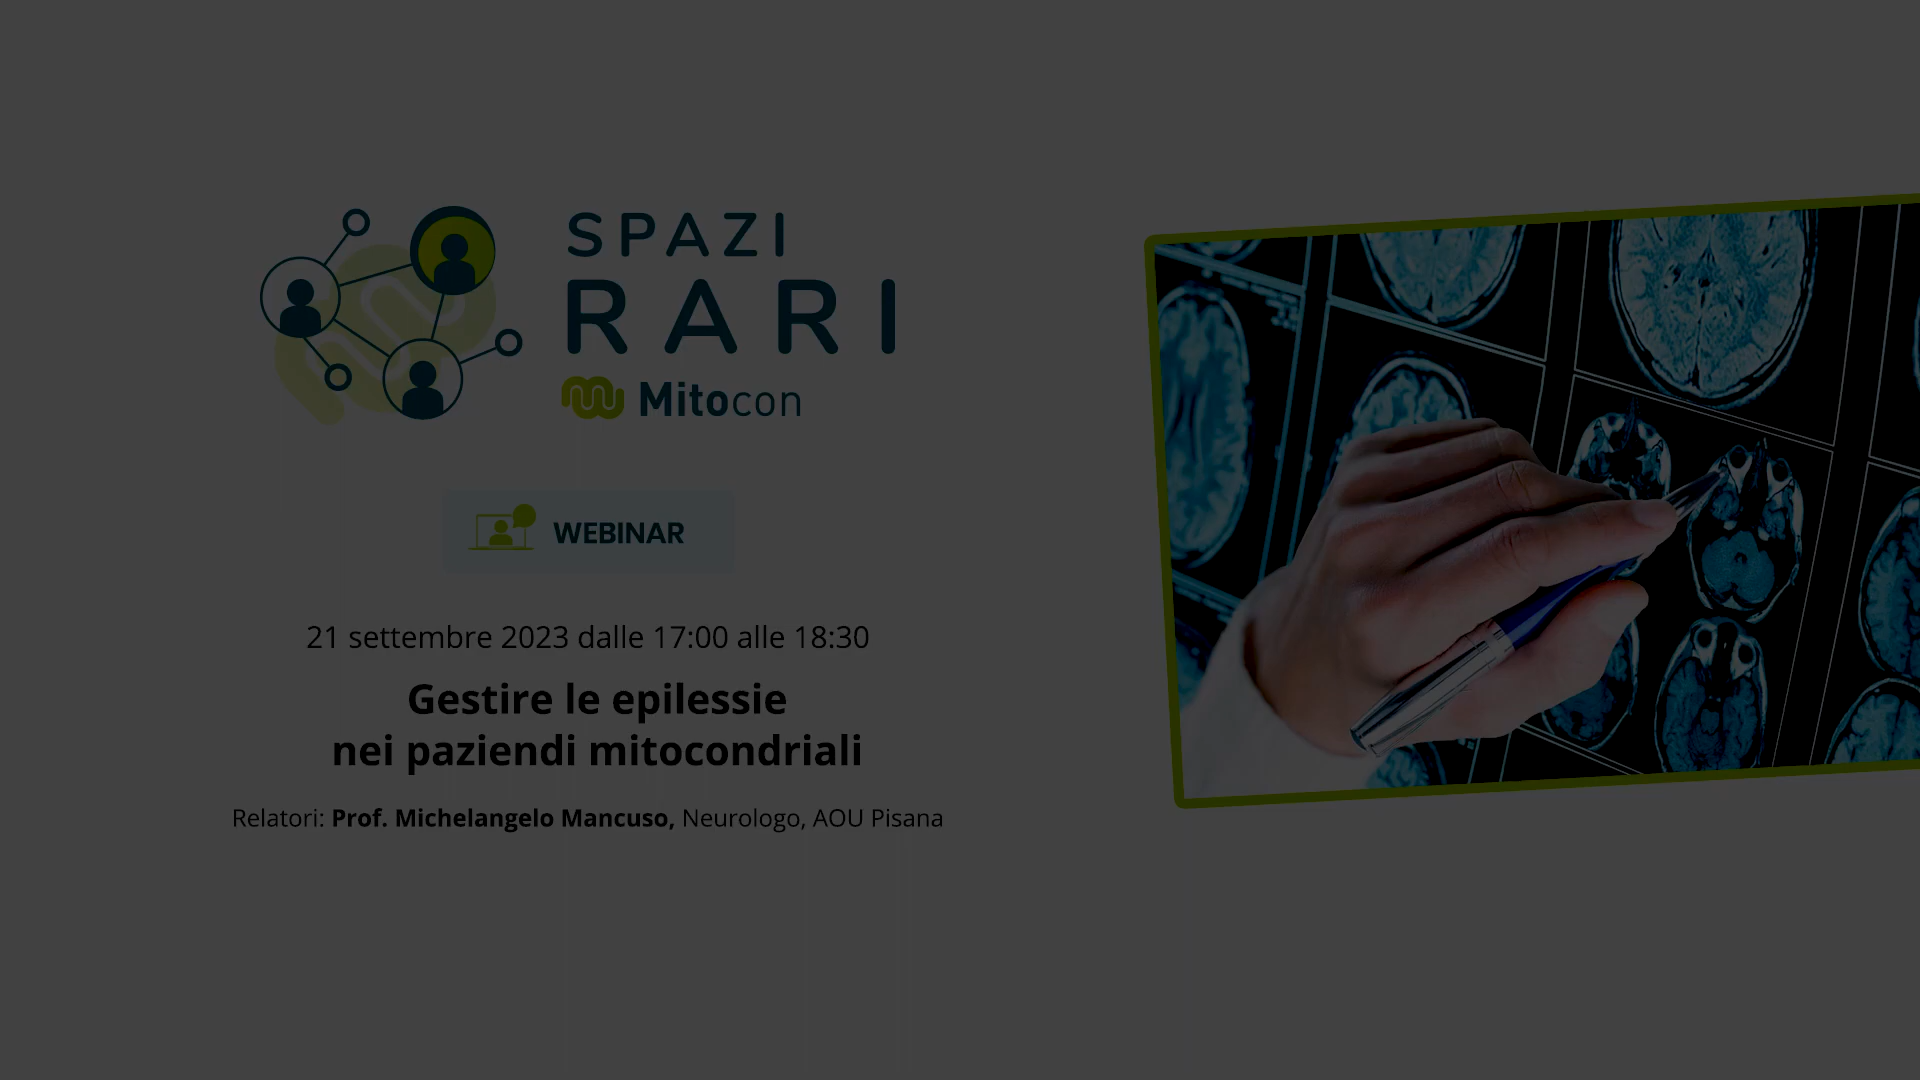 SPAZI
RARI
Mitocon
WEBINAR
21 settembre 2023 dalle 17:00 alle 18:30
Gestire le epilessie
nei paziendi mitocondriali
Relatori: Prof. Michelangelo Mancuso, Neurologo, AOU Pisana